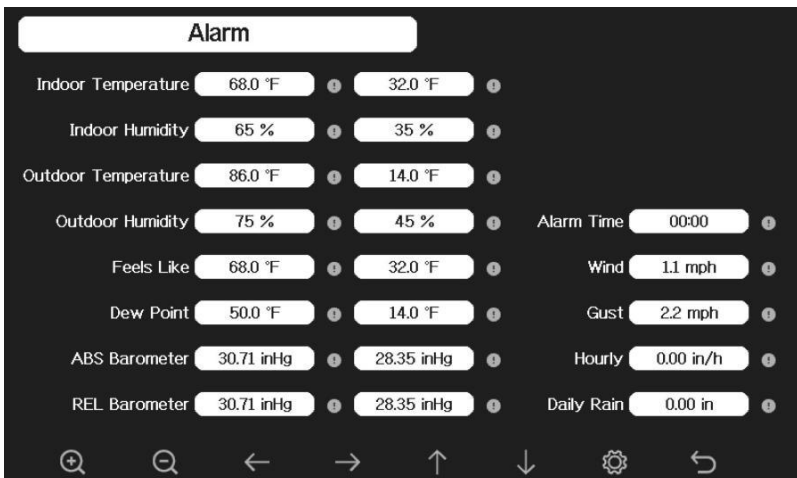 Alarm
Indoor Temperature 68.0 °F 32.0 °F
Indoor Humidity 65 % 35 %
Outdoor Temperature 86.0 °F 14.0 °F
Outdoor Humidity 75 % 45 % Alarm Time 00:00
Feels Like 68.0 °F 32.0 °F Wind 1.1 mph
Dew Point 50.0 °F 14.0 °F Gust 2.2 mph
ABS Barometer 30.71 inHg 28.35 inHg Hourly 0.00 in/h
REL Barometer 30.71 inHg 28.35 inHg Daily Rain 0.00 in